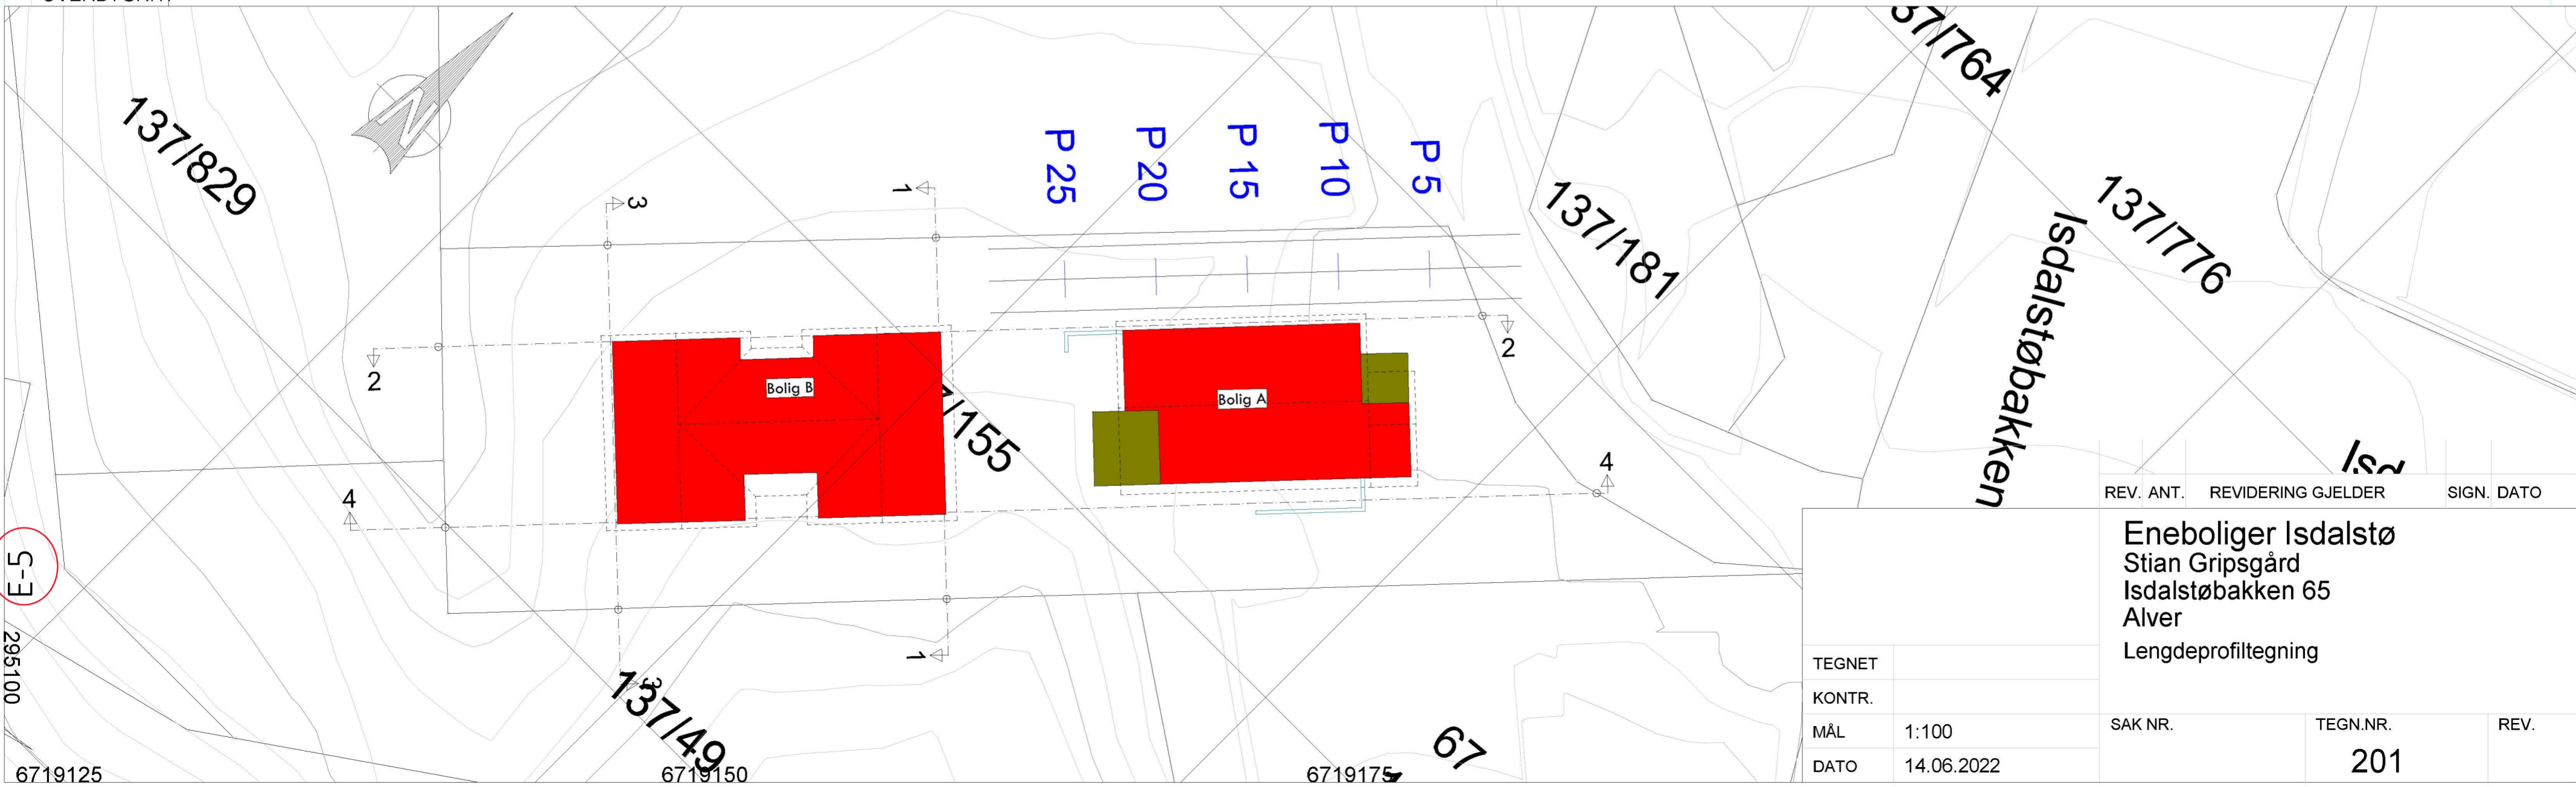 137/829
N
P 25
P 20
P 15
P 10
P 5
137/181
137/776
Isdalstøbakken
3
1
2
2
Bolig B
Bolig A
/155
4
4
1
3
137/49
67
E-5
295100
6719125
6719150
6719175
REV. ANT. REVIDERING GJELDER SIGN. DATO
Eneboliger Isdalstø
Stian Gripsgård
Isdalstøbakken 65
Alver
Lengdeprofiltegning
TEGNET
KONTR.
MÅL 1:100
DATO 14.06.2022
SAK NR.
TEGN.NR.
201
REV.